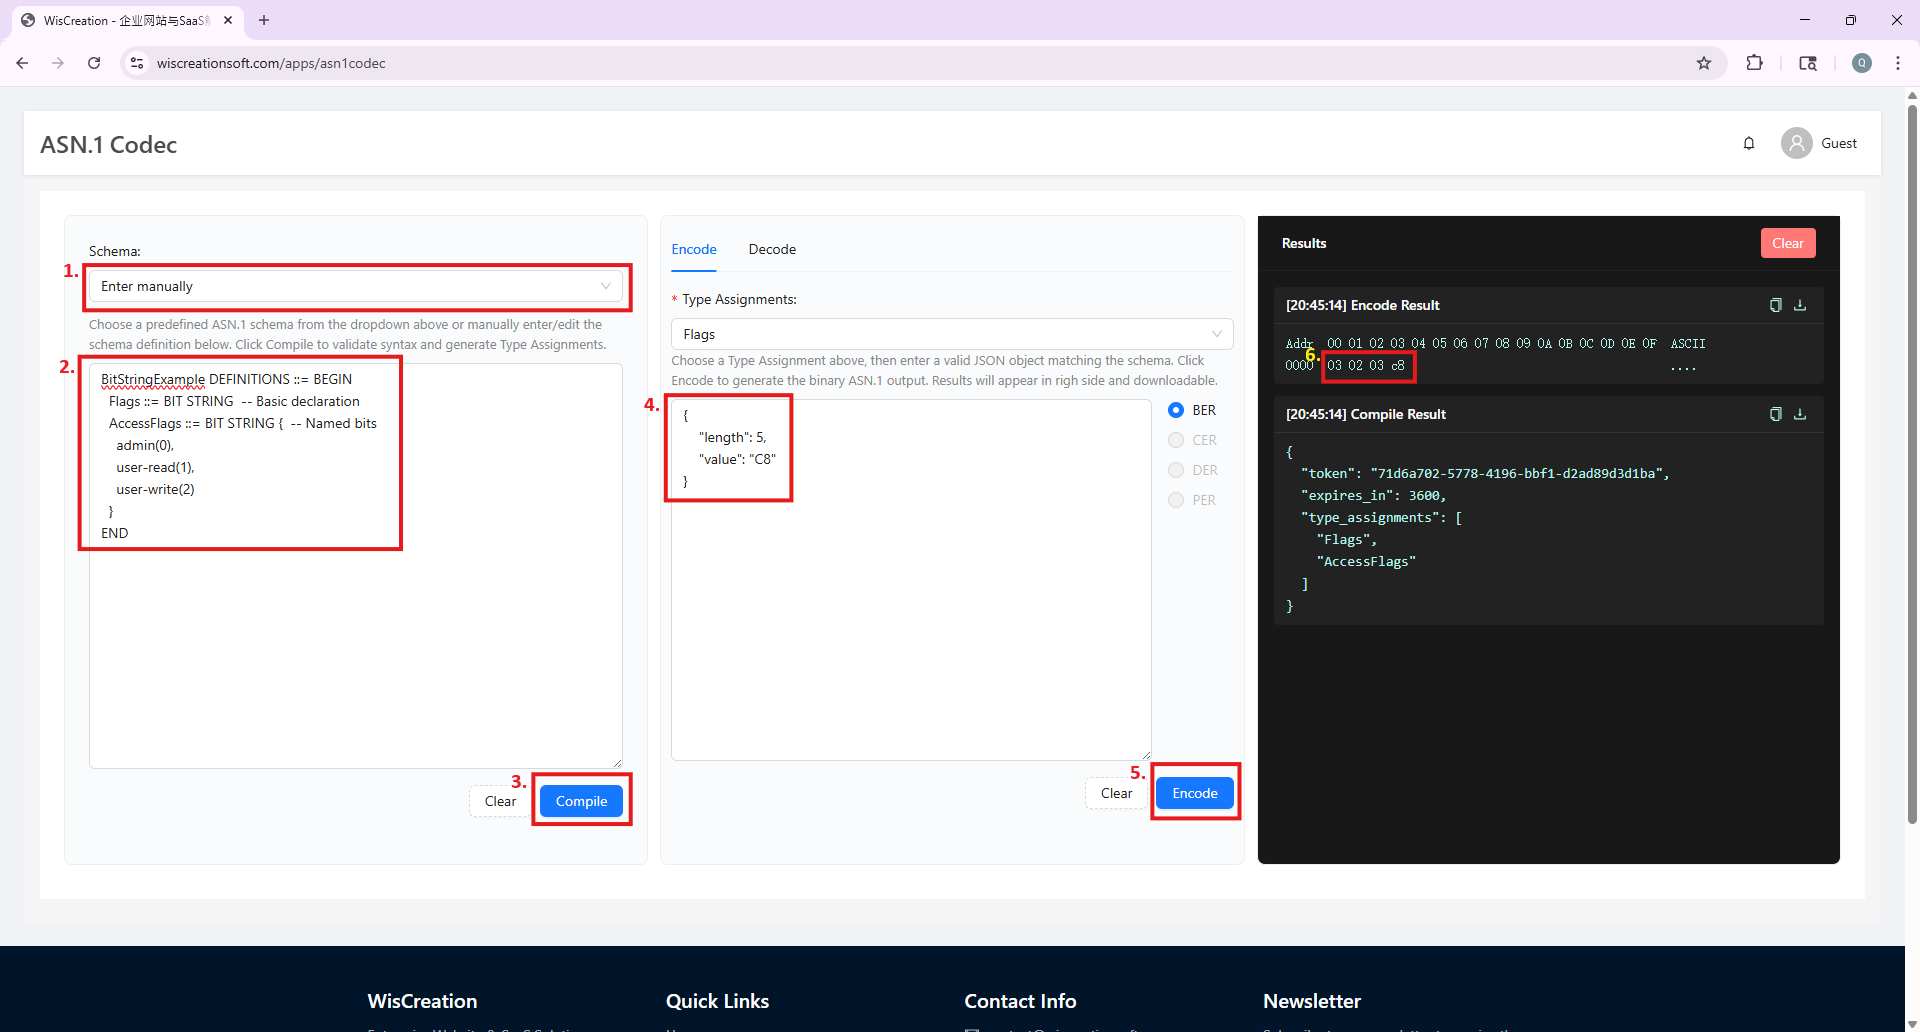 WisCreation - 企业网站与SaaS
wiscreationsoft.com/apps/asn1codec
Q
ASN.1 Codec
Guest
Schema:
1.
Enter manually
Choose a predefined ASN.1 schema from the dropdown above or manually enter/edit the
schema definition below. Click Compile to validate syntax and generate Type Assignments.
2.
BitStringExample DEFINITIONS ::= BEGIN
Flags ::= BIT STRING -- Basic declaration
AccessFlags ::= BIT STRING { -- Named bits
admin(0),
user-read(1),
user-write(2)
}
END
3.
Clear
Compile
Encode
Decode
* Type Assignments:
Flags
Choose a Type Assignment above, then enter a valid JSON object matching the schema. Click
Encode to generate the binary ASN.1 output. Results will appear in righ side and downloadable.
4.
{
"length": 5,
"value": "C8"
}
BER
CER
DER
PER
5.
Clear
Encode
Results
Clear
[20:45:14] Encode Result
Addr 00 01 02 03 04 05 06 07 08 09 0A 0B 0C 0D 0E 0F ASCII
6.
0000 03 02 03 c8 ....
[20:45:14] Compile Result
{
"token": "71d6a702-5778-4196-bbf1-d2ad89d3d1ba",
"expires_in": 3600,
"type_assignments": [
"Flags",
"AccessFlags"
]
}
WisCreation
Quick Links
Contact Info
Newsletter